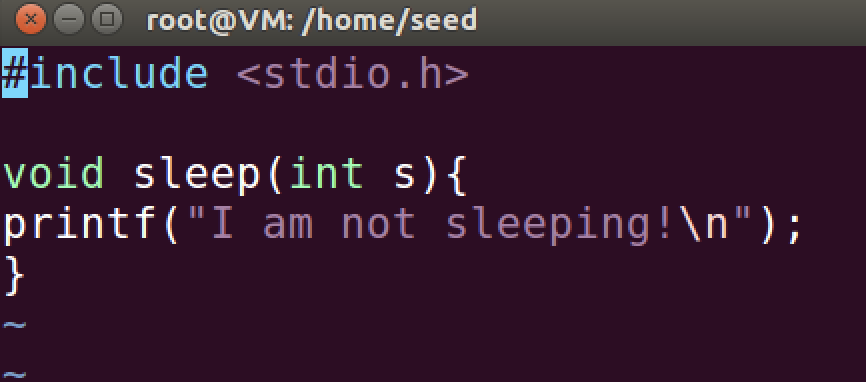 root@VM: /home/seed
#include <stdio.h>
void sleep(int s){
printf("I am not sleeping!\n");
}
~
~